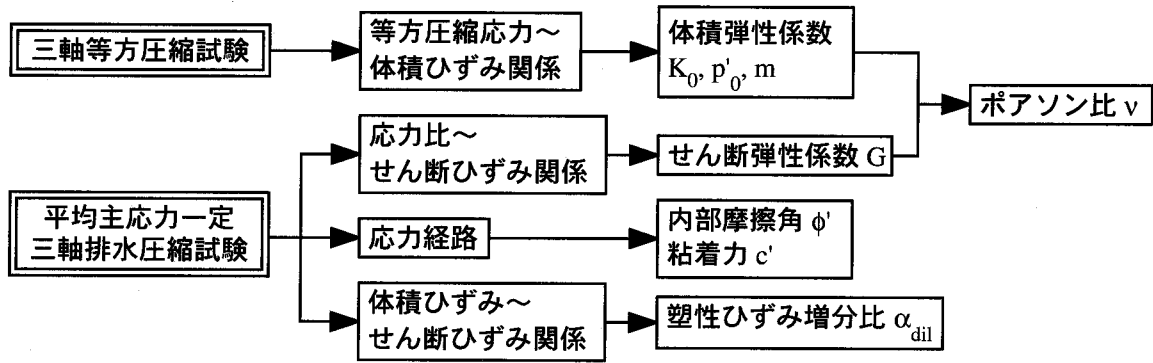 三軸等方圧縮試験
等方圧縮応力～
体積ひずみ関係
体積弾性係数
K₀, p'₀, m
ポアソン比 ν
応力比～
せん断ひずみ関係
せん断弾性係数 G
平均主応力一定
三軸排水圧縮試験
応力経路
内部摩擦角 ϕ'
粘着力 c'
体積ひずみ～
せん断ひずみ関係
塑性ひずみ増分比 α_dil